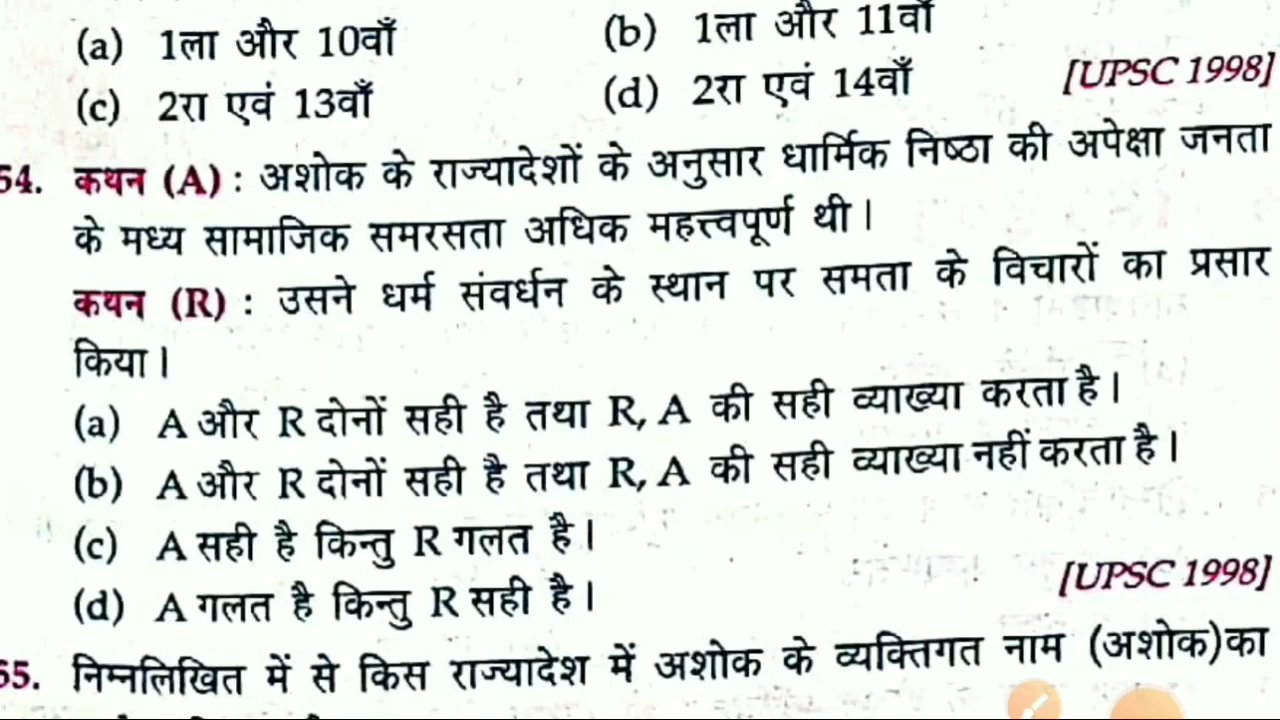 (a) 1ला और 10वाँ (b) 1ला और 11वाँ
(c) 2रा एवं 13वाँ (d) 2रा एवं 14वाँ [UPSC 1998]
54. कथन (A) : अशोक के राज्यादेशों के अनुसार धार्मिक निष्ठा की अपेक्षा जनता
के मध्य सामाजिक समरसता अधिक महत्त्वपूर्ण थी।
कथन (R) : उसने धर्म संवर्धन के स्थान पर समता के विचारों का प्रसार
किया।
(a) A और R दोनों सही है तथा R, A की सही व्याख्या करता है।
(b) A और R दोनों सही है तथा R, A की सही व्याख्या नहीं करता है।
(c) A सही है किन्तु R गलत है।
(d) A गलत है किन्तु R सही है। [UPSC 1998]
55. निम्नलिखित में से किस राज्यादेश में अशोक के व्यक्तिगत नाम (अशोक)का